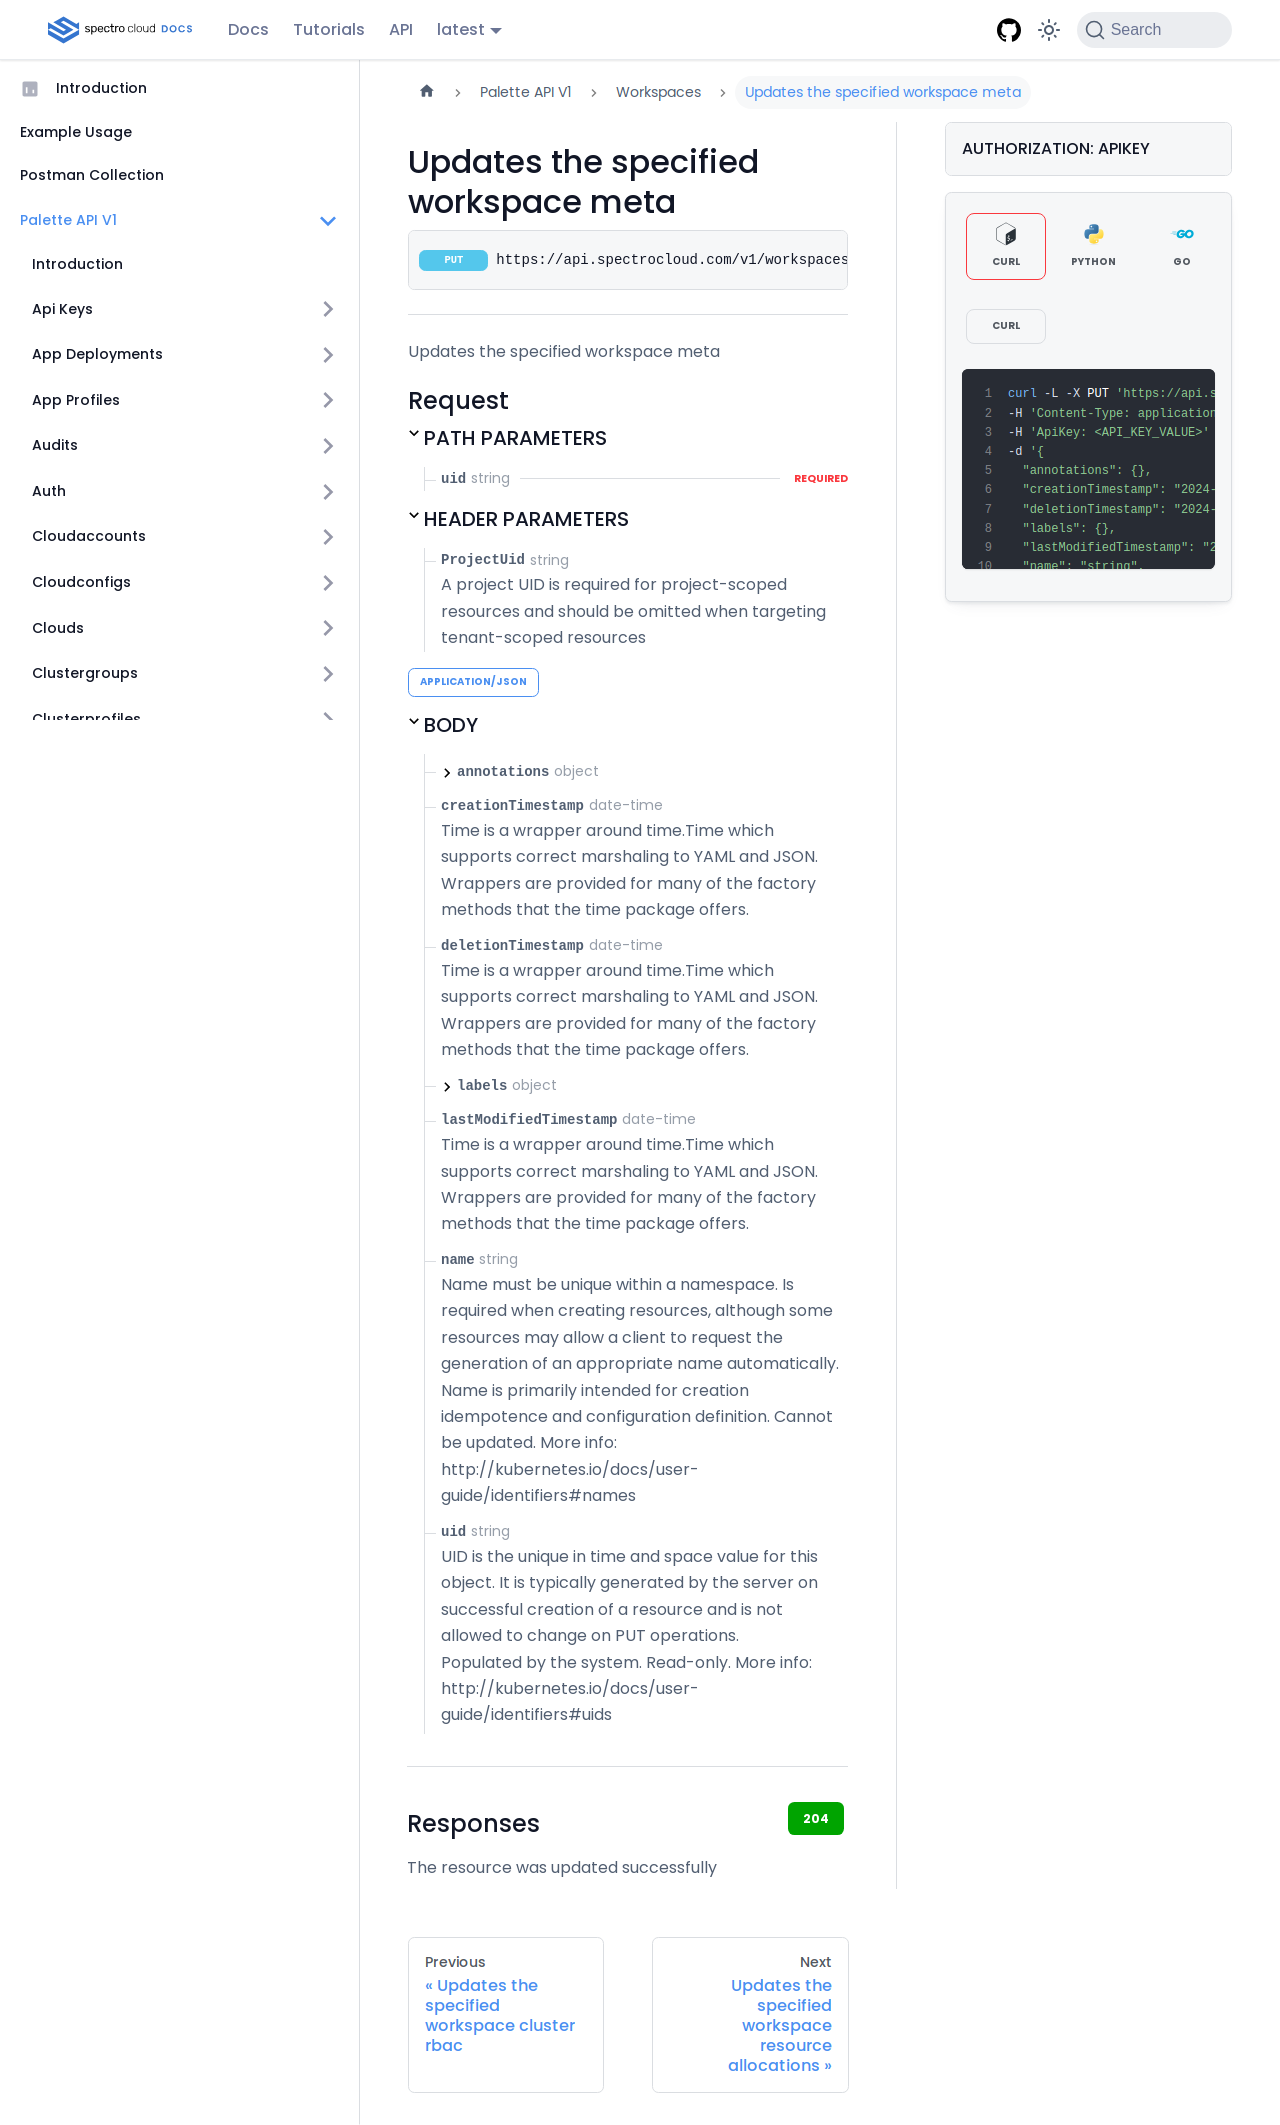 spectro cloud DOCS Docs Tutorials API latest Search
Introduction
Example Usage
Postman Collection
Palette API V1
Introduction
Api Keys
App Deployments
App Profiles
Audits
Auth
Cloudaccounts
Cloudconfigs
Clouds
Clustergroups
Clusterprofiles
Palette API V1 Workspaces Updates the specified workspace meta
Updates the specified
workspace meta
PUT https://api.spectrocloud.com/v1/workspaces
Updates the specified workspace meta
Request
PATH PARAMETERS
uid string REQUIRED
HEADER PARAMETERS
ProjectUid string
A project UID is required for project-scoped
resources and should be omitted when targeting
tenant-scoped resources
APPLICATION/JSON
BODY
annotations object
creationTimestamp date-time
Time is a wrapper around time.Time which
supports correct marshaling to YAML and JSON.
Wrappers are provided for many of the factory
methods that the time package offers.
deletionTimestamp date-time
Time is a wrapper around time.Time which
supports correct marshaling to YAML and JSON.
Wrappers are provided for many of the factory
methods that the time package offers.
labels object
lastModifiedTimestamp date-time
Time is a wrapper around time.Time which
supports correct marshaling to YAML and JSON.
Wrappers are provided for many of the factory
methods that the time package offers.
name string
Name must be unique within a namespace. Is
required when creating resources, although some
resources may allow a client to request the
generation of an appropriate name automatically.
Name is primarily intended for creation
idempotence and configuration definition. Cannot
be updated. More info:
http://kubernetes.io/docs/user-
guide/identifiers#names
uid string
UID is the unique in time and space value for this
object. It is typically generated by the server on
successful creation of a resource and is not
allowed to change on PUT operations.
Populated by the system. Read-only. More info:
http://kubernetes.io/docs/user-
guide/identifiers#uids
Responses 204
The resource was updated successfully
Previous
« Updates the
specified
workspace cluster
rbac
Next
Updates the
specified
workspace
resource
allocations »
AUTHORIZATION: APIKEY
CURL PYTHON GO
GO
CURL
1 curl -L -X PUT 'https://api.s
2 -H 'Content-Type: application
3 -H 'ApiKey: <API_KEY_VALUE>'
4 -d '{
5 "annotations": {},
6 "creationTimestamp": "2024-
7 "deletionTimestamp": "2024-
8 "labels": {},
9 "lastModifiedTimestamp": "2
10 "name": "string",